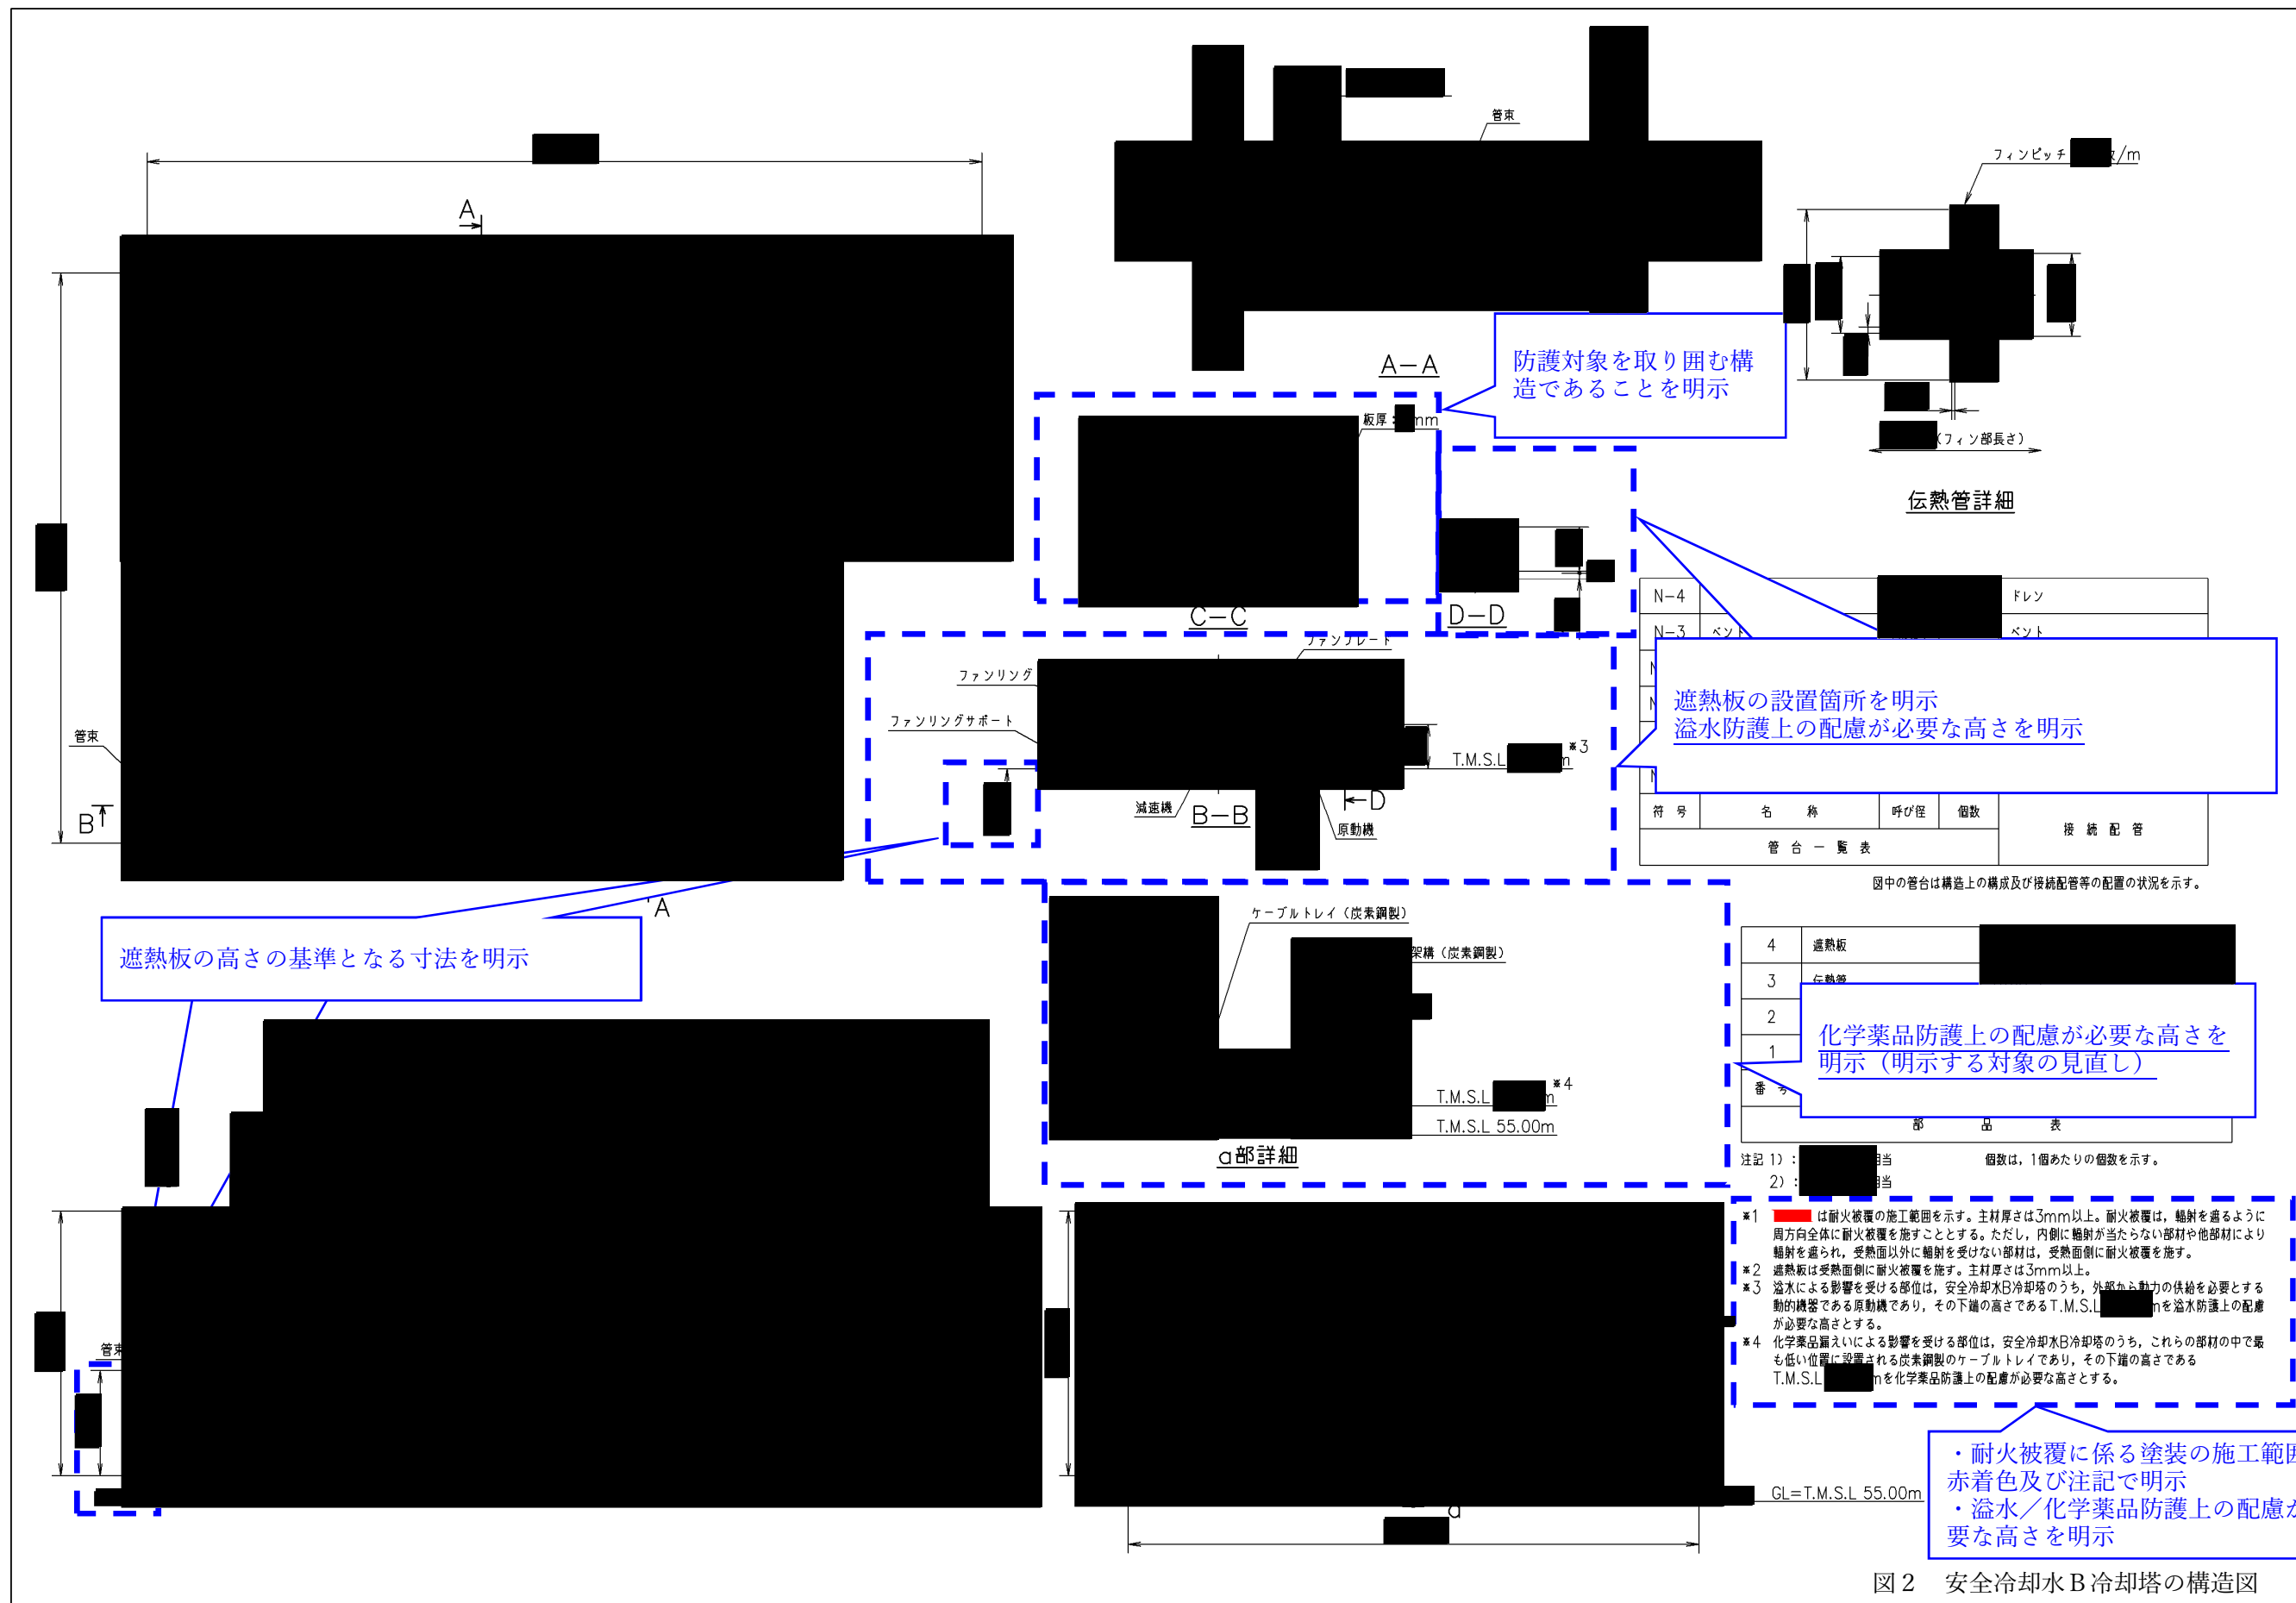 管束
フィンピッチ
/m
A
A－A
防護対象を取り囲む構
造であることを明示
板厚：
mm
(フィン部長さ)
伝熱管詳細
C－C
D－D
N－4
ドレン
N－3
ベント
ベント
ファンブレード
ファンリング
ファンリングサポート
遮熱板の設置箇所を明示
溢水防護上の配慮が必要な高さを明示
管束
T.M.S.L
※3
B
減速機
B－B
D
原動機
符 号
名 称
呼び径
個数
接 続 配 管
管 台 一 覧 表
図中の管台は構造上の構成及び接続配管等の配置の状況を示す。
A
ケーブルトレイ（炭素鋼製）
架構（炭素鋼製）
遮熱板の高さの基準となる寸法を明示
4
遮熱板
3
伝熱管
2
1
化学薬品防護上の配慮が必要な高さを
明示（明示する対象の見直し）
番 号
部 品 表
T.M.S.L
※4
T.M.S.L 55.00m
a部詳細
注記 1）：
相当
個数は，1個あたりの個数を示す。
2）：
相当
※1
は耐火被覆の施工範囲を示す。主材厚さは3mm以上。耐火被覆は，輻射を遮るように
周方向全体に耐火被覆を施すこととする。ただし，内側に輻射が当たらない部材や他部材により
輻射を遮られ，受熱面以外に輻射を受けない部材は，受熱面側に耐火被覆を施す。
※2 遮熱板は受熱面側に耐火被覆を施す。主材厚さは3mm以上。
※3 溢水による影響を受ける部位は，安全冷却水B冷却塔のうち，外部から動力の供給を必要とする
動的機器である原動機であり，その下端の高さであるT.M.S.L
mを溢水防護上の配慮
が必要な高さとする。
※4 化学薬品漏えいによる影響を受ける部位は，安全冷却水B冷却塔のうち，これらの部材の中で最
も低い位置に設置される炭素鋼製のケーブルトレイであり，その下端の高さである
T.M.S.L
mを化学薬品防護上の配慮が必要な高さとする。
管束
・耐火被覆に係る塗装の施工範囲
赤着色及び注記で明示
・溢水／化学薬品防護上の配慮が
要な高さを明示
GL=T.M.S.L 55.00m
a
図２ 安全冷却水Ｂ冷却塔の構造図